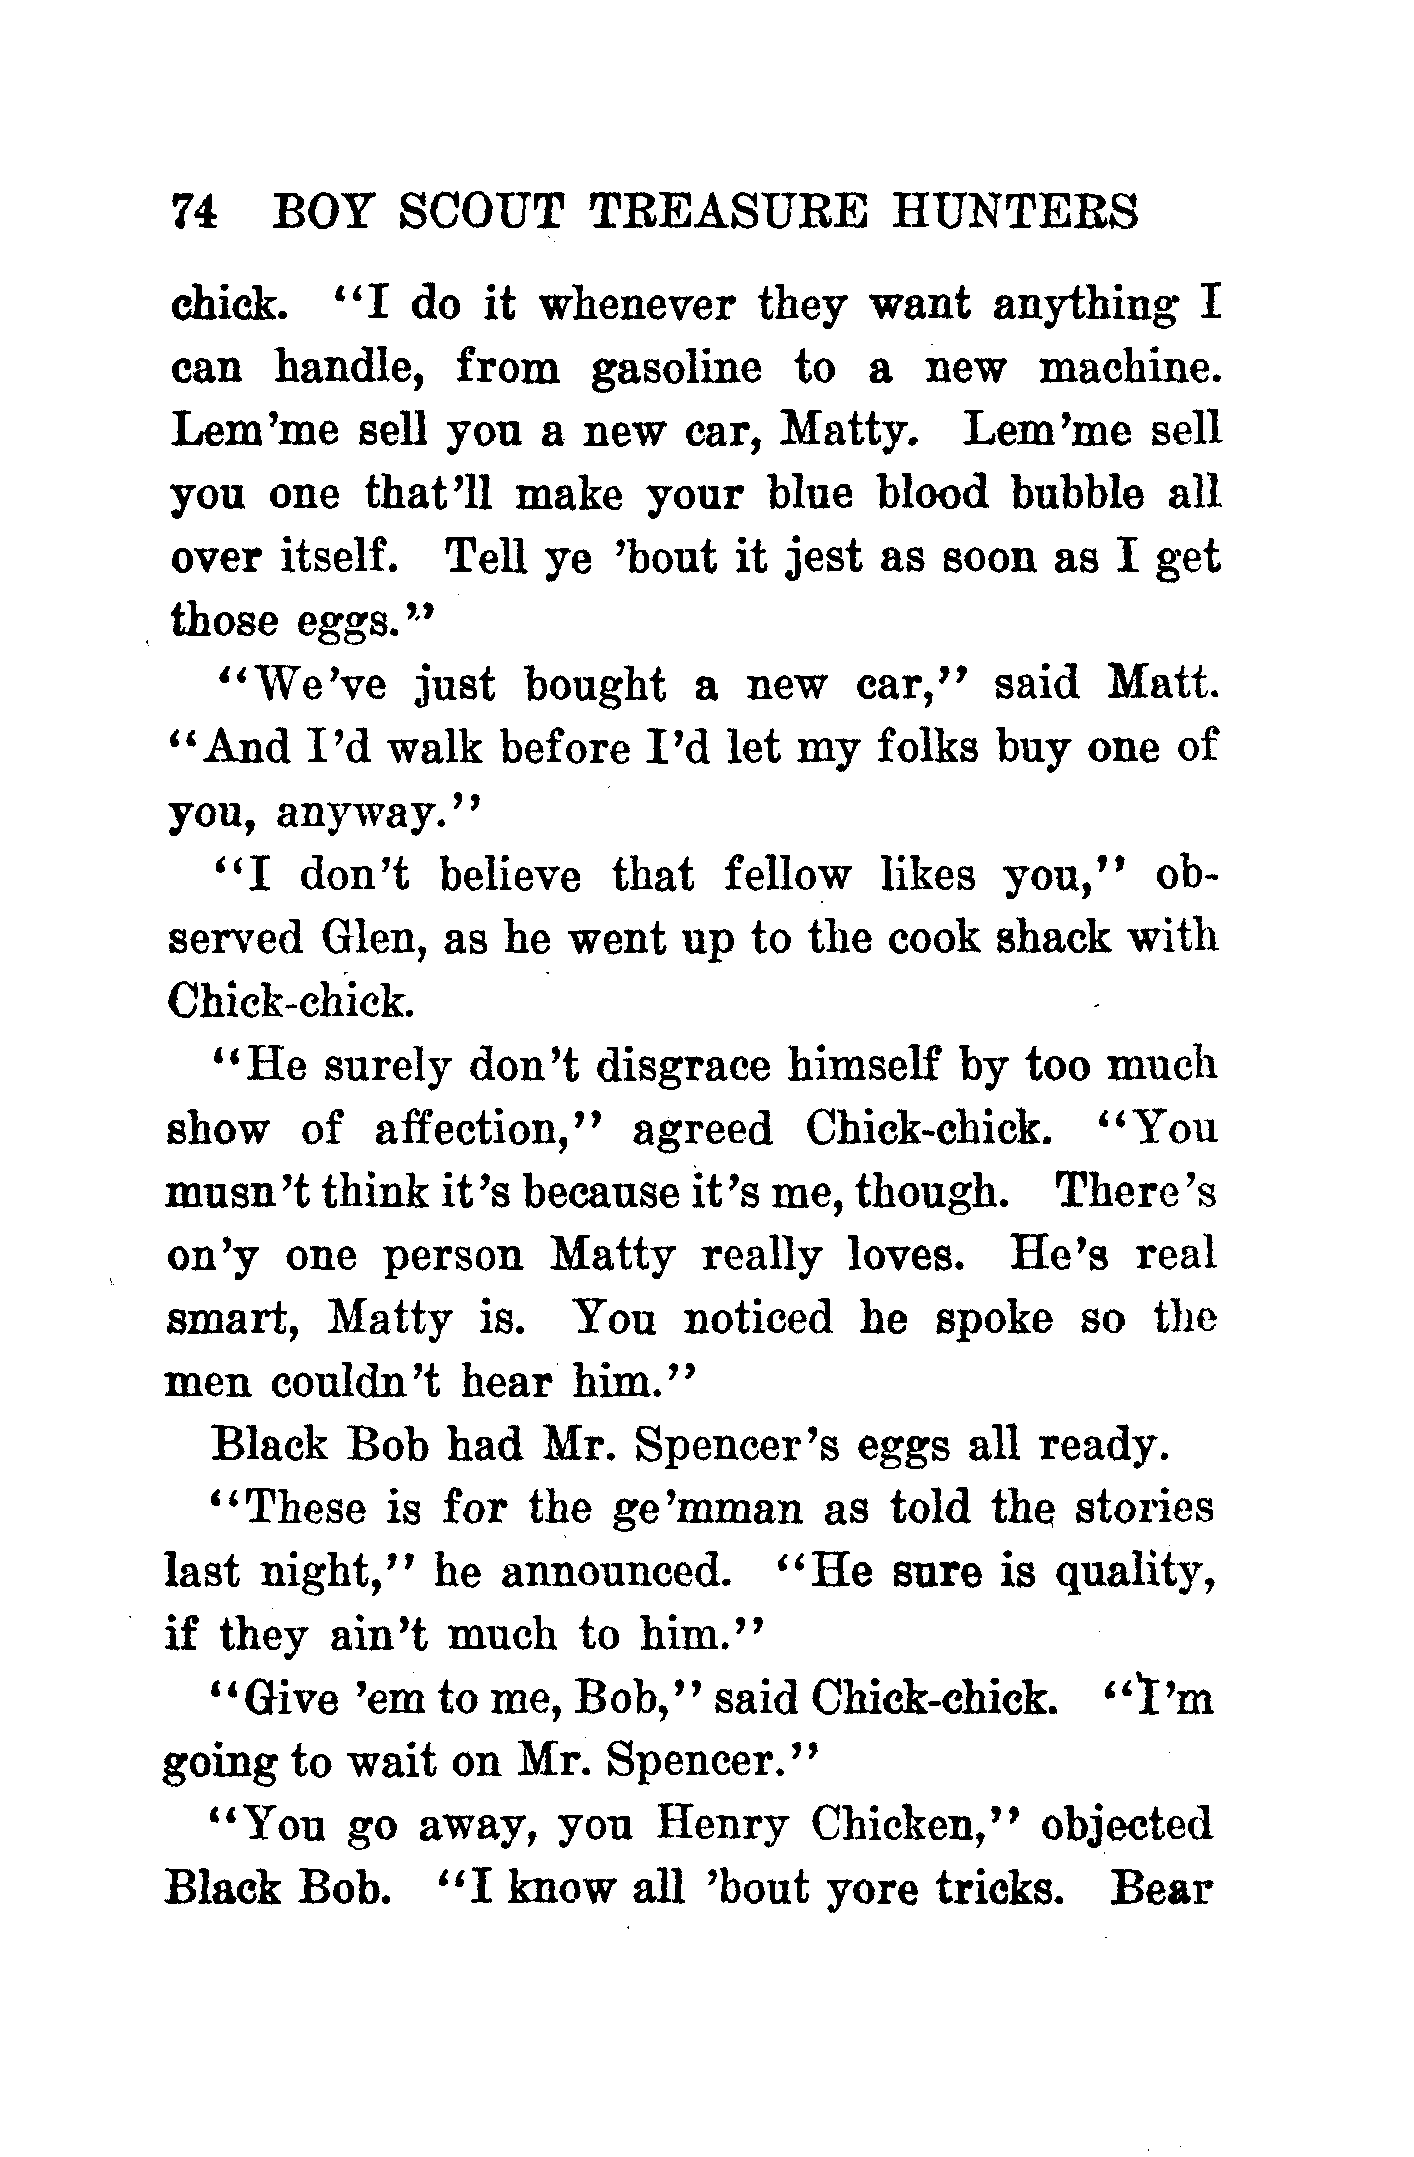 74 BOY SCOUT TREASURE HUNTERS
chick. "I do it whenever they want anything I
can handle, from gasoline to a new machine.
Lem'me sell you a new car, Matty. Lem'me sell
you one that'll make your blue blood bubble all
over itself. Tell ye 'bout it jest as soon as I get
those eggs."
"We've just bought a new car," said Matt.
"And I'd walk before I'd let my folks buy one of
you, anyway."
"I don't believe that fellow likes you," ob-
served Glen, as he went up to the cook shack with
Chick-chick.
"He surely don't disgrace himself by too much
show of affection," agreed Chick-chick. "You
musn't think it's because it's me, though. There's
on'y one person Matty really loves. He's real
smart, Matty is. You noticed he spoke so the
men couldn't hear him."
Black Bob had Mr. Spencer's eggs all ready.
"These is for the ge'mman as told the stories
last night," he announced. "He sure is quality,
if they ain't much to him."
"Give 'em to me, Bob," said Chick-chick. "I'm
going to wait on Mr. Spencer."
"You go away, you Henry Chicken," objected
Black Bob. "I know all 'bout yore tricks. Bear